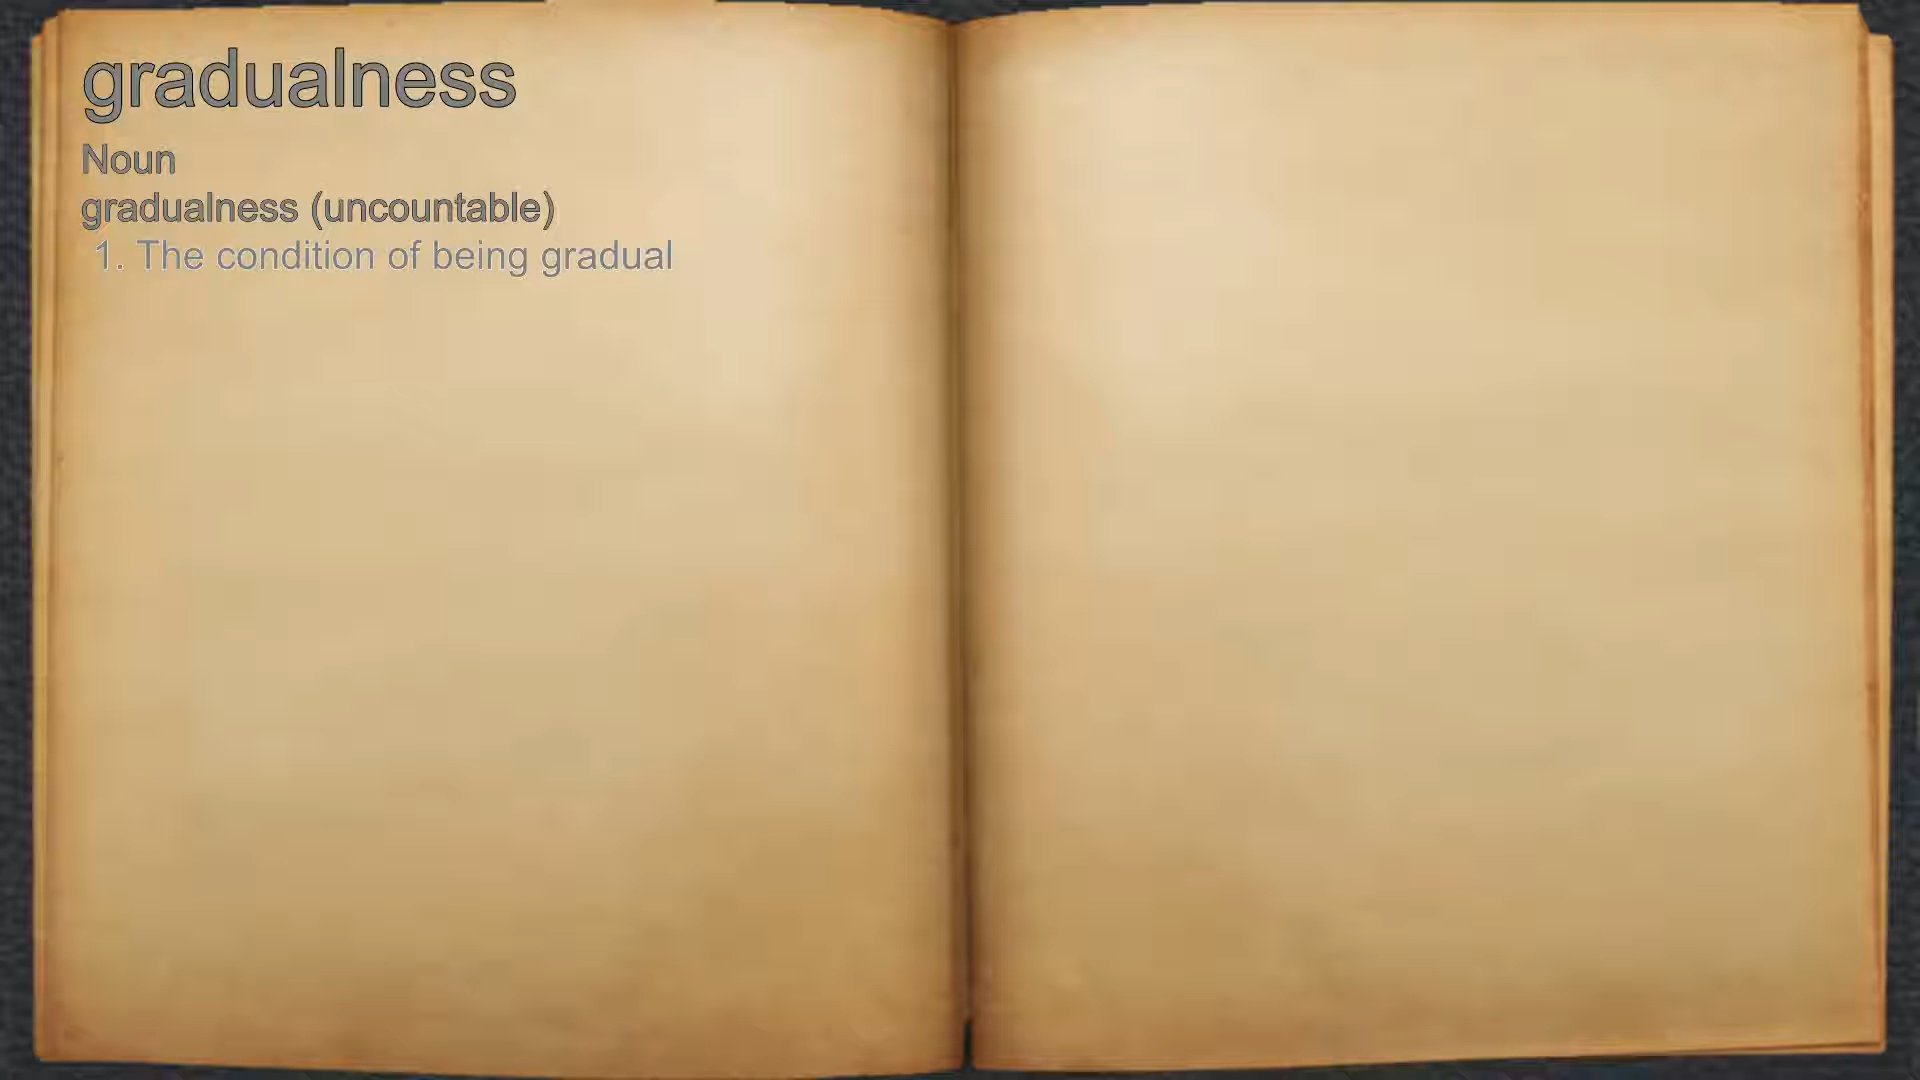 gradualness
Noun
gradualness (uncountable)
1. The condition of being gradual